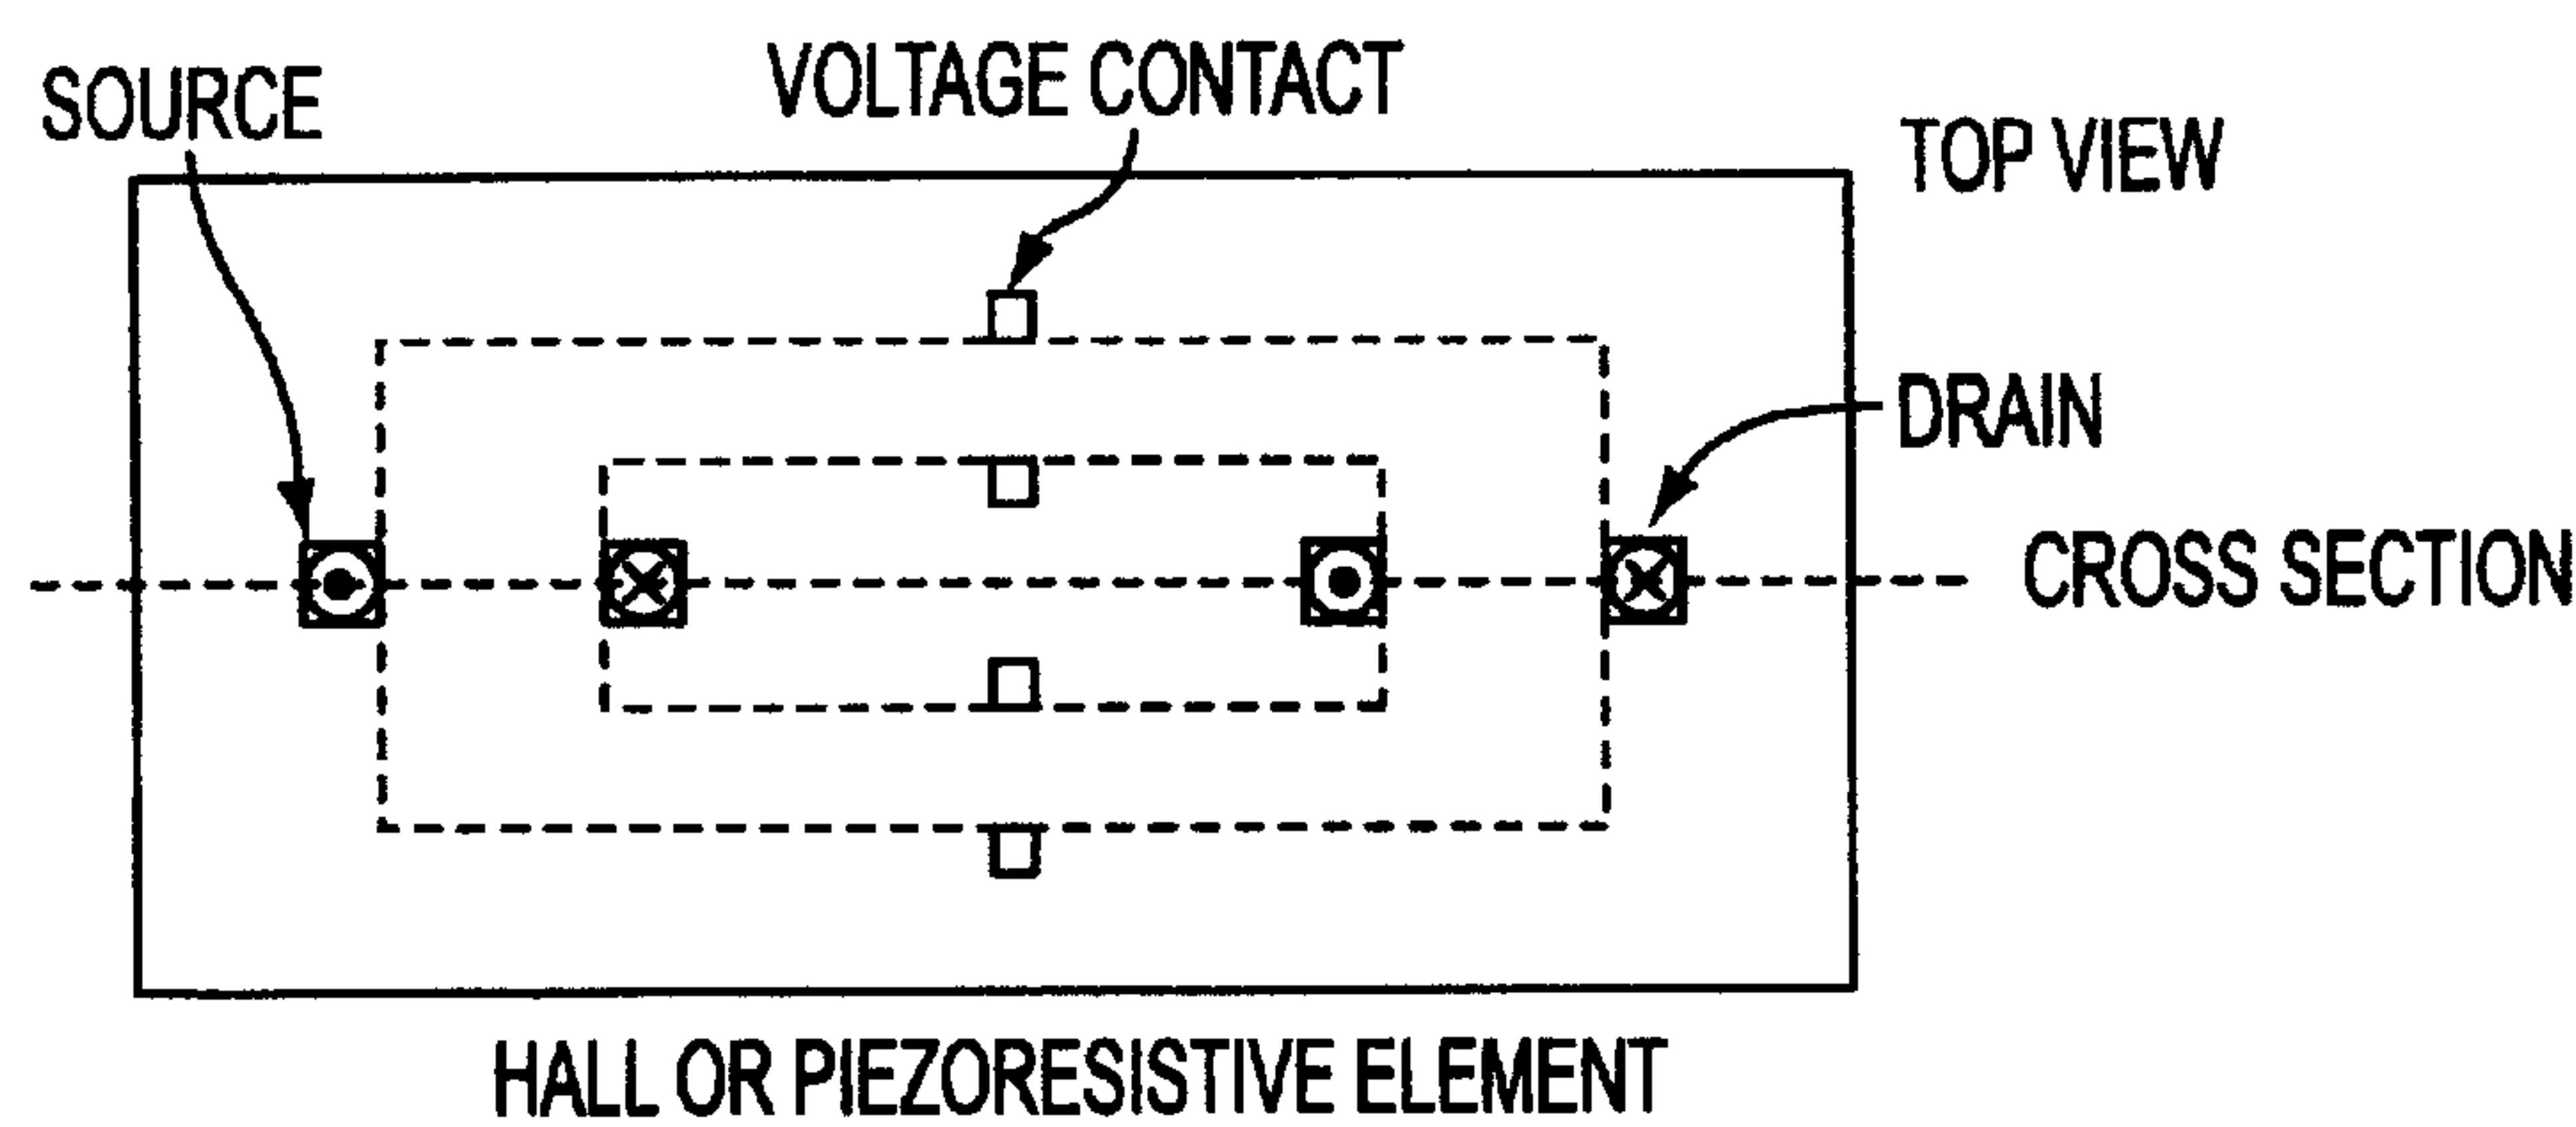 SOURCE
VOLTAGE CONTACT
TOP VIEW
DRAIN
CROSS SECTION
HALL OR PIEZORESISTIVE ELEMENT